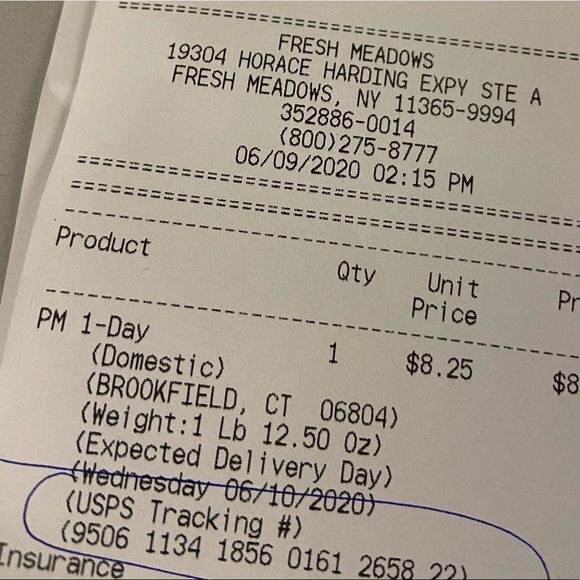 ================================
FRESH MEADOWS
19304 HORACE HARDING EXPY STE A
FRESH MEADOWS, NY 11365-9994
352886-0014
(800)275-8777
06/09/2020 02:15 PM
================================
================================
--------------------------------
Product Qty Unit Pr
Price
--------------------------------
PM 1-Day 1 $8.25 $8
(Domestic)
(BROOKFIELD, CT 06804)
(Weight:1 Lb 12.50 Oz)
(Expected Delivery Day)
(Wednesday 06/10/2020)
(USPS Tracking #)
(9506 1134 1856 0161 2658 22)
Insurance